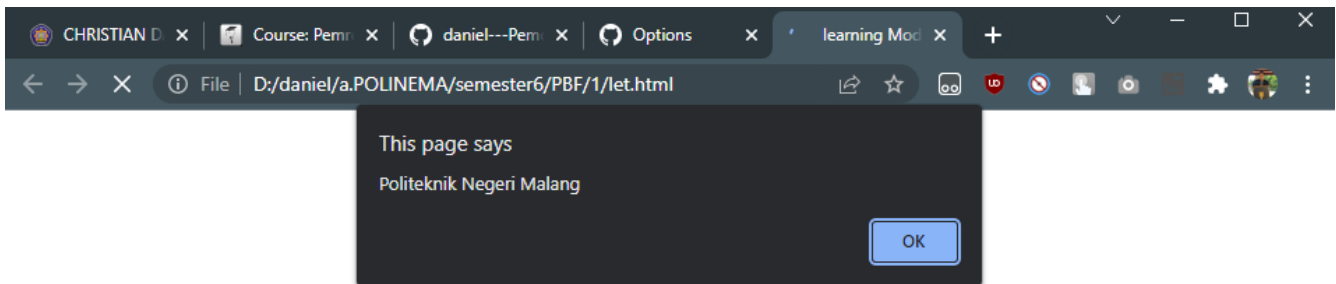 CHRISTIAN D
Course: Pemr
daniel---Pem
Options
learning Mod
File
D:/daniel/a.POLINEMA/semester6/PBF/1/let.html
This page says
Politeknik Negeri Malang
OK